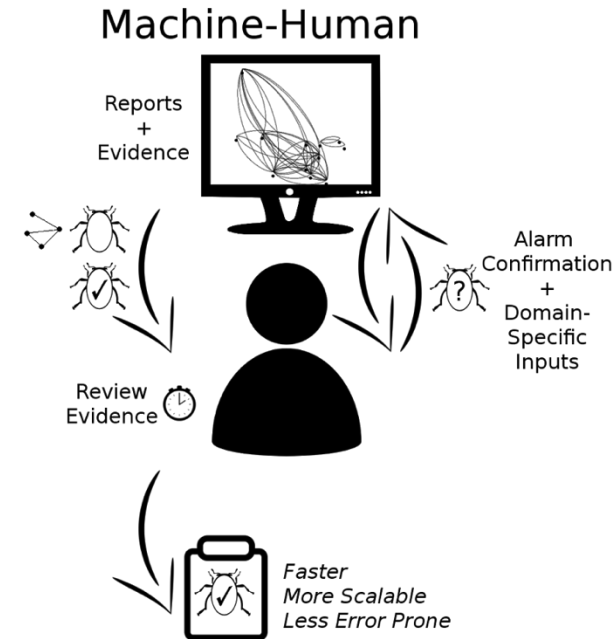 Machine-Human
Reports
+
Evidence
Alarm
Confirmation
+
Domain-
Specific
Inputs
?
✓
Review
Evidence
✓
Faster
More Scalable
Less Error Prone